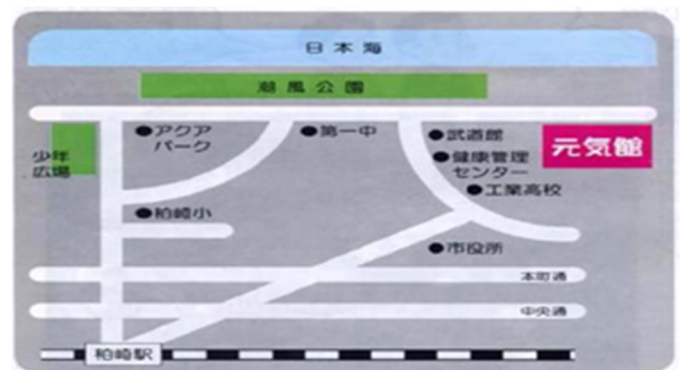 日本海
潮風公園
●アクア
パーク
●第一中
●武道館
元気館
少年
広場
●健康管理
センター
●工業高校
●柏崎小
●市役所
本町通
中央通
柏崎駅